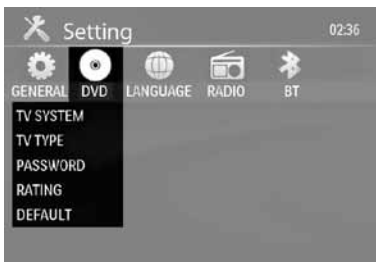 Setting 02:36
GENERAL DVD LANGUAGE RADIO BT
TV SYSTEM
TV TYPE
PASSWORD
RATING
DEFAULT